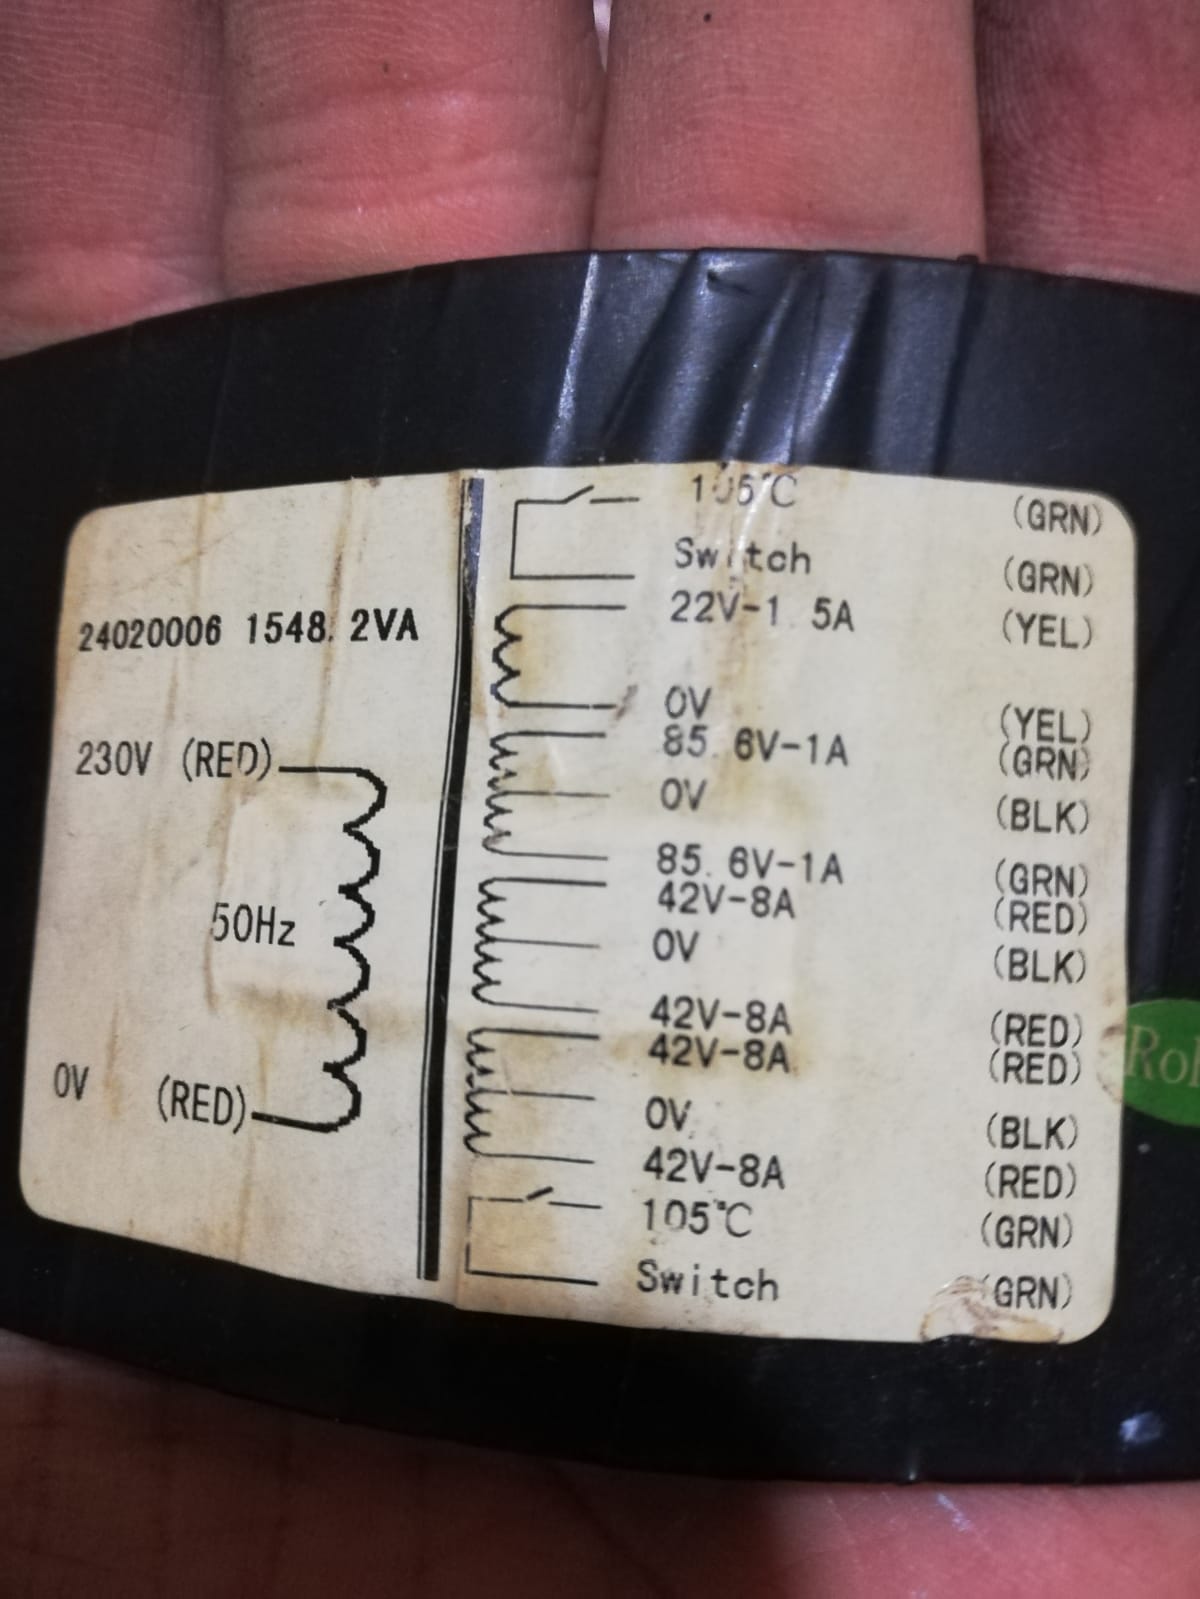 24020006 1548.2VA
230V (RED)
50Hz
0V (RED)
105℃ (GRN)
Switch (GRN)
22V-1.5A (YEL)
0V (YEL)
85.6V-1A (GRN)
0V (BLK)
85.6V-1A (GRN)
42V-8A (RED)
0V (BLK)
42V-8A (RED)
42V-8A (RED)
0V (BLK)
42V-8A (RED)
105℃ (GRN)
Switch (GRN)